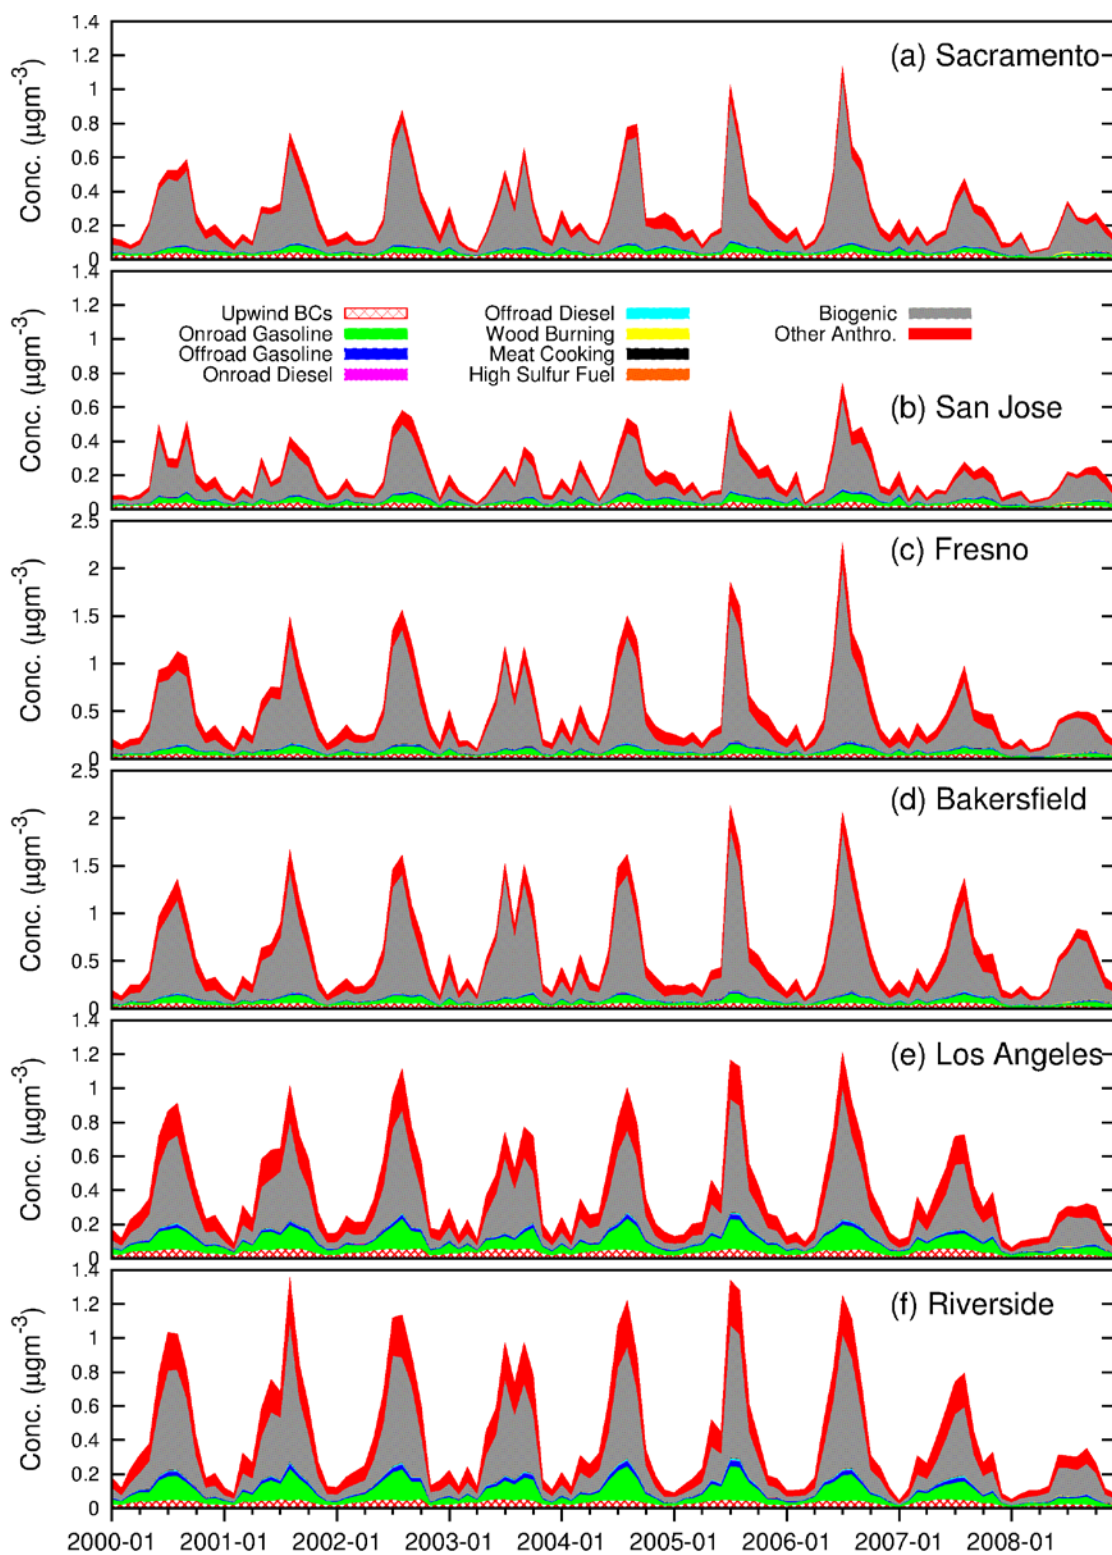 1.4
1.2
1
0.8
0.6
0.4
0.2
0
Conc. (μgm⁻³)
(a) Sacramento
1.4
1.2
1
0.8
0.6
0.4
0.2
0
Conc. (μgm⁻³)
Upwind BCs
Onroad Gasoline
Offroad Gasoline
Onroad Diesel
Offroad Diesel
Wood Burning
Meat Cooking
High Sulfur Fuel
Biogenic
Other Anthro.
(b) San Jose
2.5
2
1.5
1
0.5
0
Conc. (μgm⁻³)
(c) Fresno
2.5
2
1.5
1
0.5
0
Conc. (μgm⁻³)
(d) Bakersfield
1.4
1.2
1
0.8
0.6
0.4
0.2
0
Conc. (μgm⁻³)
(e) Los Angeles
1.4
1.2
1
0.8
0.6
0.4
0.2
0
Conc. (μgm⁻³)
(f) Riverside
2000-01 2001-01 2002-01 2003-01 2004-01 2005-01 2006-01 2007-01 2008-01